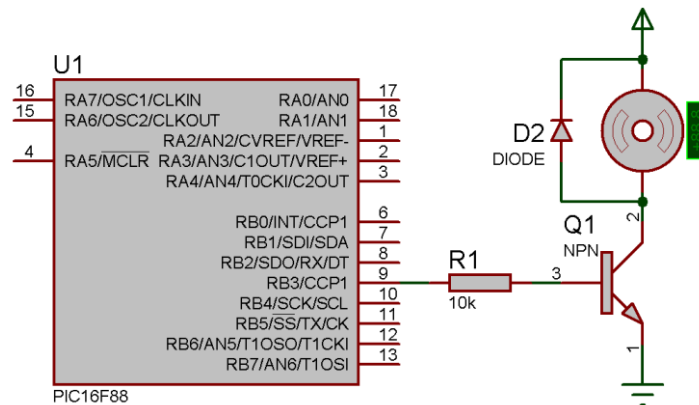 U1
16 RA7/OSC1/CLKIN RA0/AN0 17
15 RA6/OSC2/CLKOUT RA1/AN1 18
RA2/AN2/CVREF/VREF- 1
4 RA5/MCLR RA3/AN3/C1OUT/VREF+ 2
RA4/AN4/T0CKI/C2OUT 3
RB0/INT/CCP1 6
RB1/SDI/SDA 7
RB2/SDO/RX/DT 8
RB3/CCP1 9
RB4/SCK/SCL 10
RB5/SS/TX/CK 11
RB6/AN5/T1OSO/T1CKI 12
RB7/AN6/T1OSI 13
PIC16F88
R1
10k
D2
DIODE
Q1
NPN
2
3
1